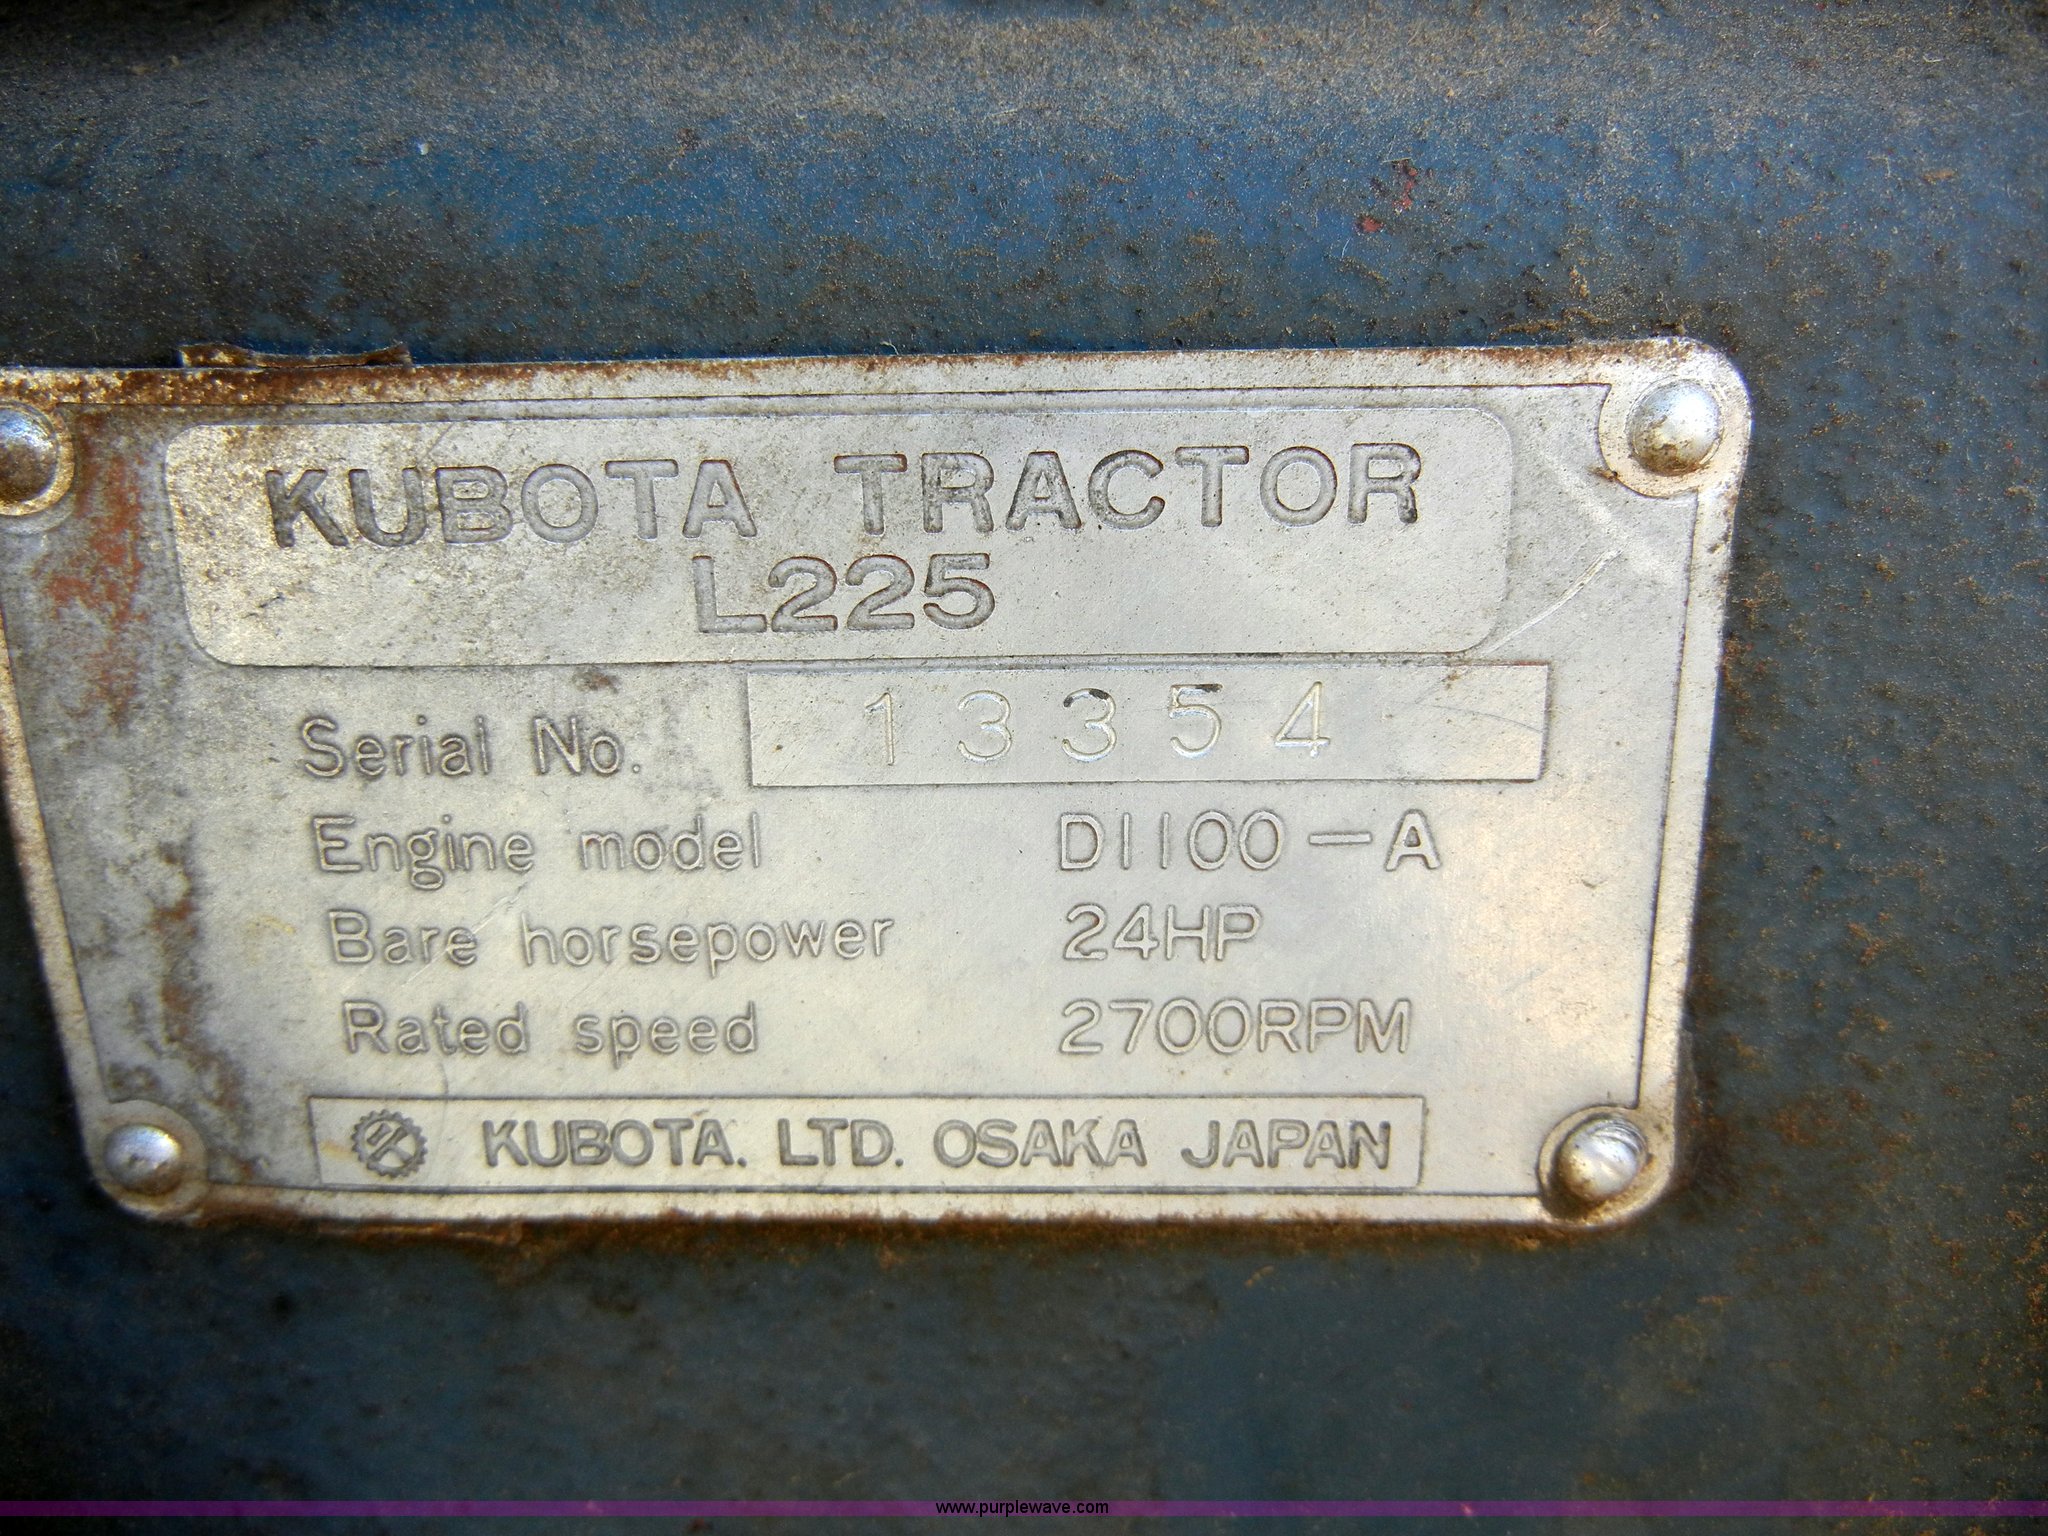 KUBOTA TRACTOR
L225
Serial No. 13354
Engine model D1100-A
Bare horsepower 24HP
Rated speed 2700RPM
KUBOTA. LTD. OSAKA JAPAN
www.purplewave.com